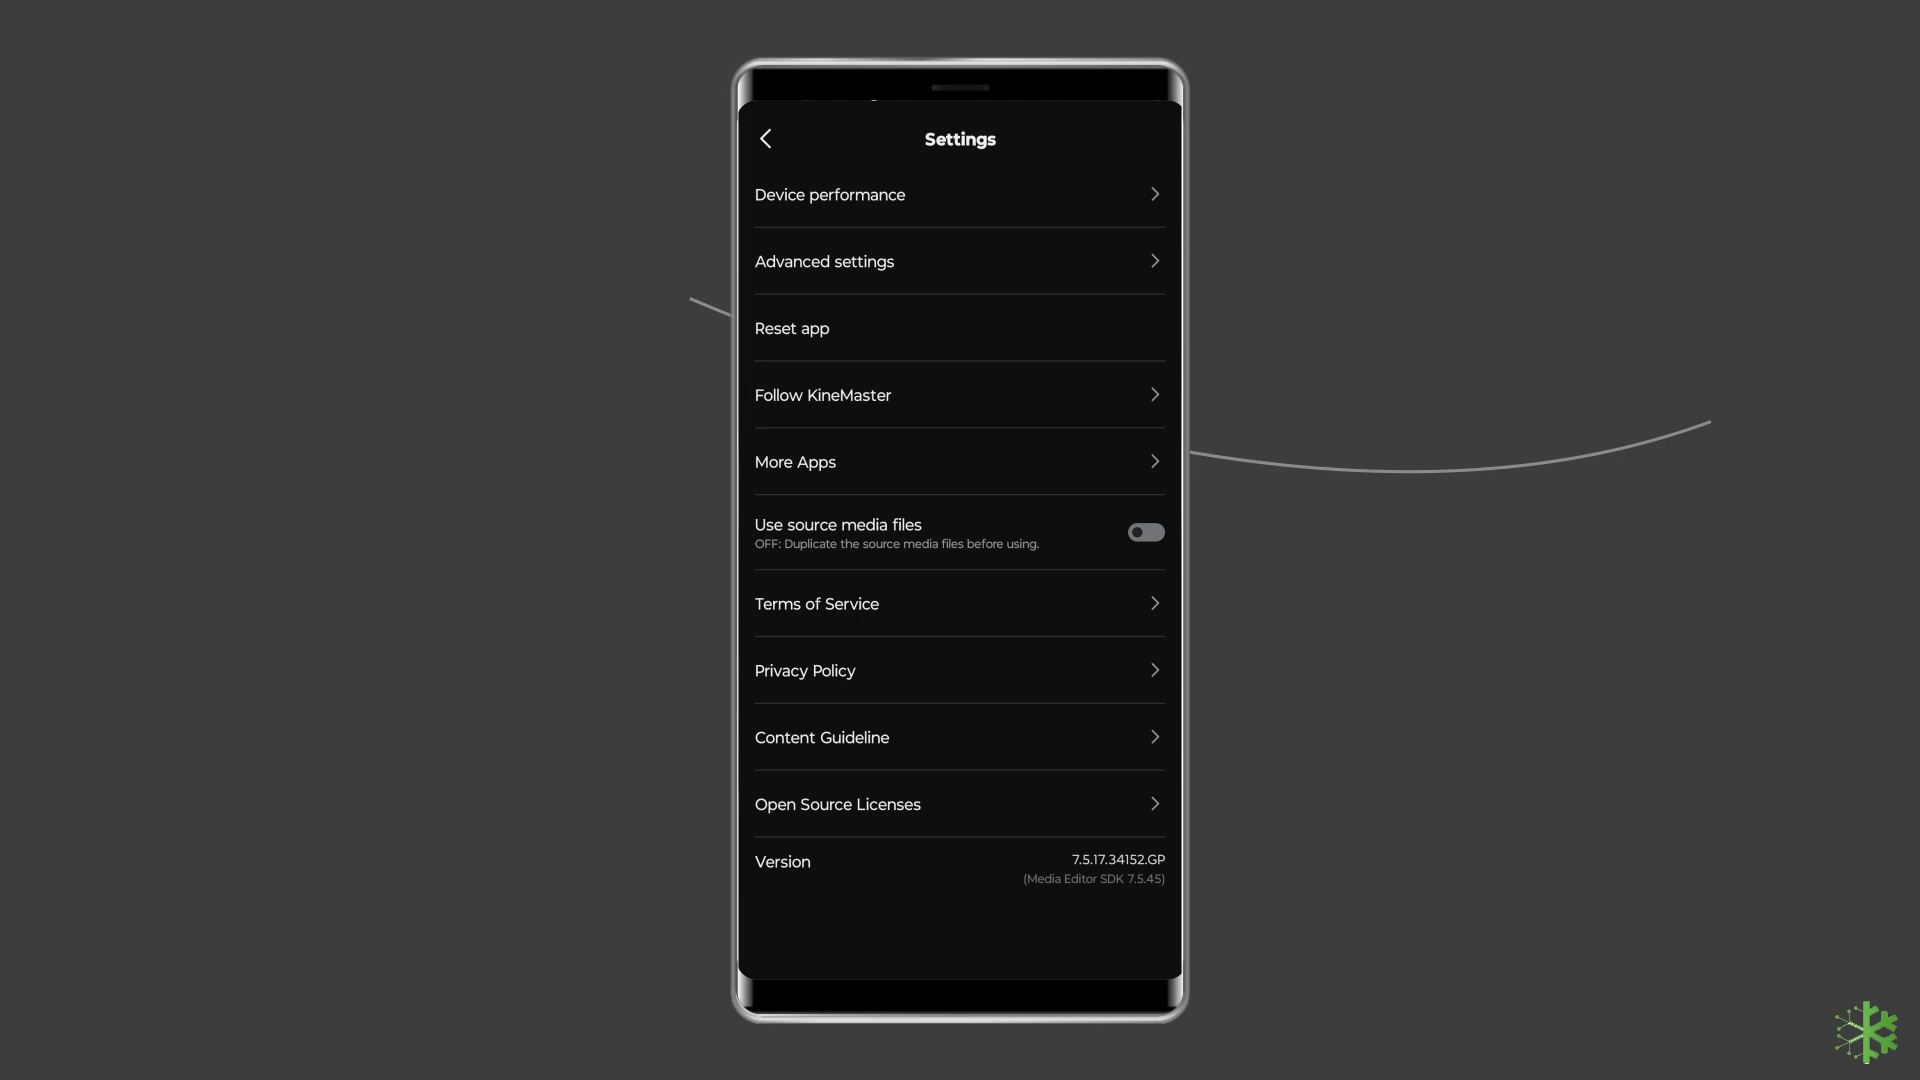 Settings
Device performance
Advanced settings
Reset app
Follow KineMaster
More Apps
Use source media files
OFF: Duplicate the source media files before using.
Terms of Service
Privacy Policy
Content Guideline
Open Source Licenses
Version
7.5.17.34152.GP
(Media Editor SDK 7.5.45)